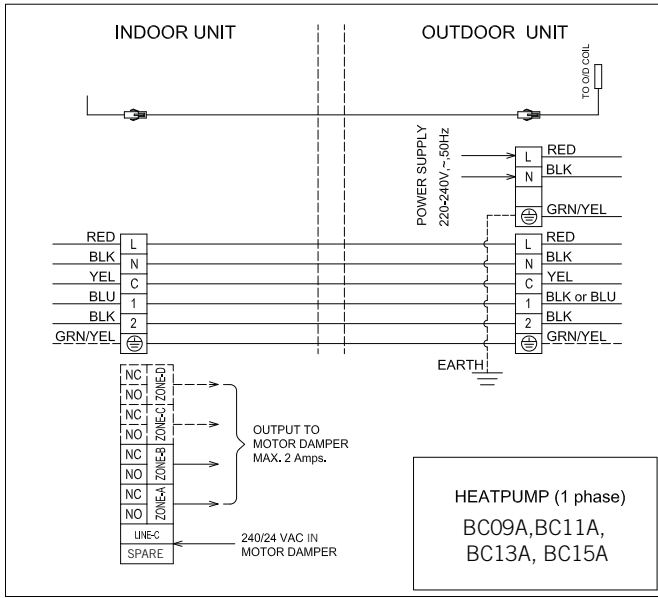 INDOOR UNIT
OUTDOOR UNIT
TO O/D COIL
POWER SUPPLY
220-240V,~,50Hz
L RED
N BLK
GRN/YEL
RED L
BLK N
YEL C
BLU 1
BLK 2
GRN/YEL
L RED
N BLK
C YEL
1 BLK or BLU
2 BLK
GRN/YEL
EARTH
NC
NO
ZONE-D
NC
NO
ZONE-C
NC
NO
ZONE-B
NC
NO
ZONE-A
LINE-C
SPARE
OUTPUT TO
MOTOR DAMPER
MAX. 2 Amps.
240/24 VAC IN
MOTOR DAMPER
HEATPUMP (1 phase)
BC09A,BC11A,
BC13A, BC15A